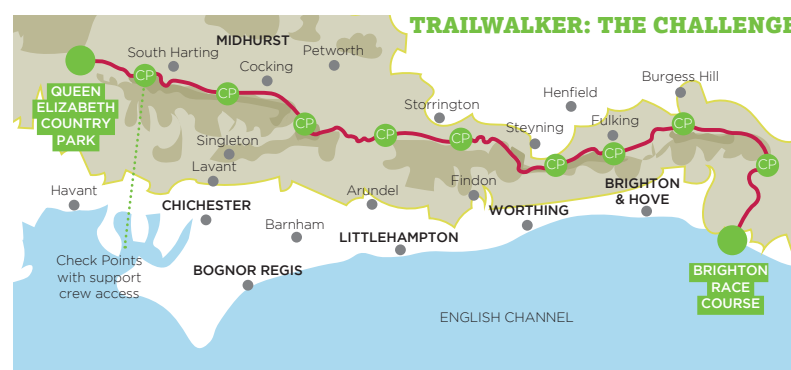 TRAILWALKER: THE CHALLENGE
MIDHURST
South Harting
Petworth
Cocking
Burgess Hill
CP
CP
QUEEN
ELIZABETH
COUNTRY
PARK
Henfield
Storrington
CP
CP
Steyning
Fulking
CP
CP
Singleton
CP
CP
CP
Lavant
Findon
Havant
Arundel
BRIGHTON
& HOVE
CHICHESTER
WORTHING
Barnham
LITTLEHAMPTON
Check Points
with support
crew access
BOGNOR REGIS
BRIGHTON
RACE
COURSE
ENGLISH CHANNEL